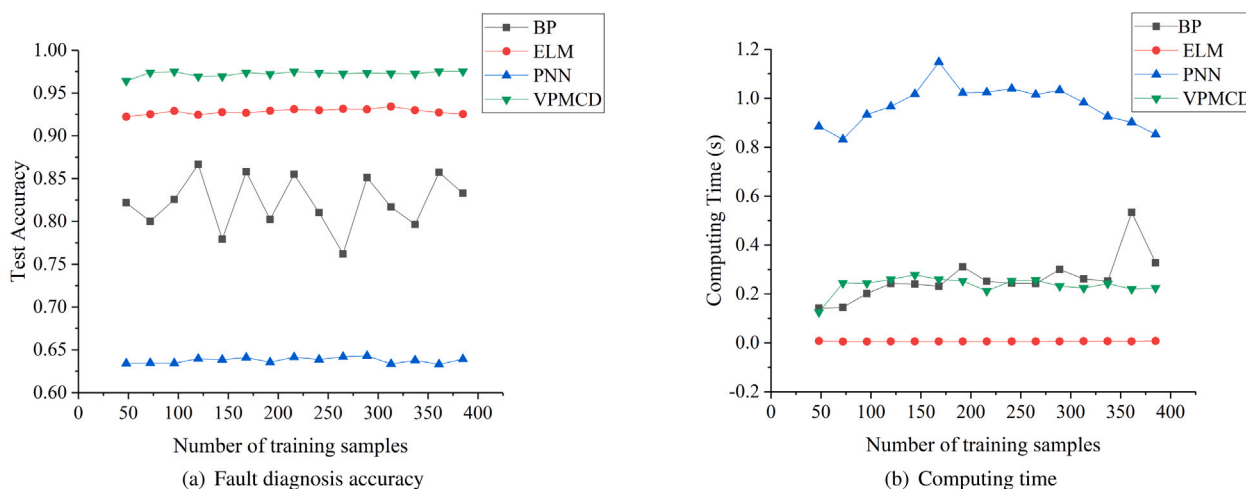 BP
ELM
PNN
VPMCD
1.00
0.95
0.90
0.85
0.80
0.75
0.70
0.65
0.60
Test Accuracy
0 50 100 150 200 250 300 350 400
Number of training samples
(a) Fault diagnosis accuracy
BP
ELM
PNN
VPMCD
1.2
1.0
0.8
0.6
0.4
0.2
0.0
-0.2
Computing Time (s)
0 50 100 150 200 250 300 350 400
Number of training samples
(b) Computing time